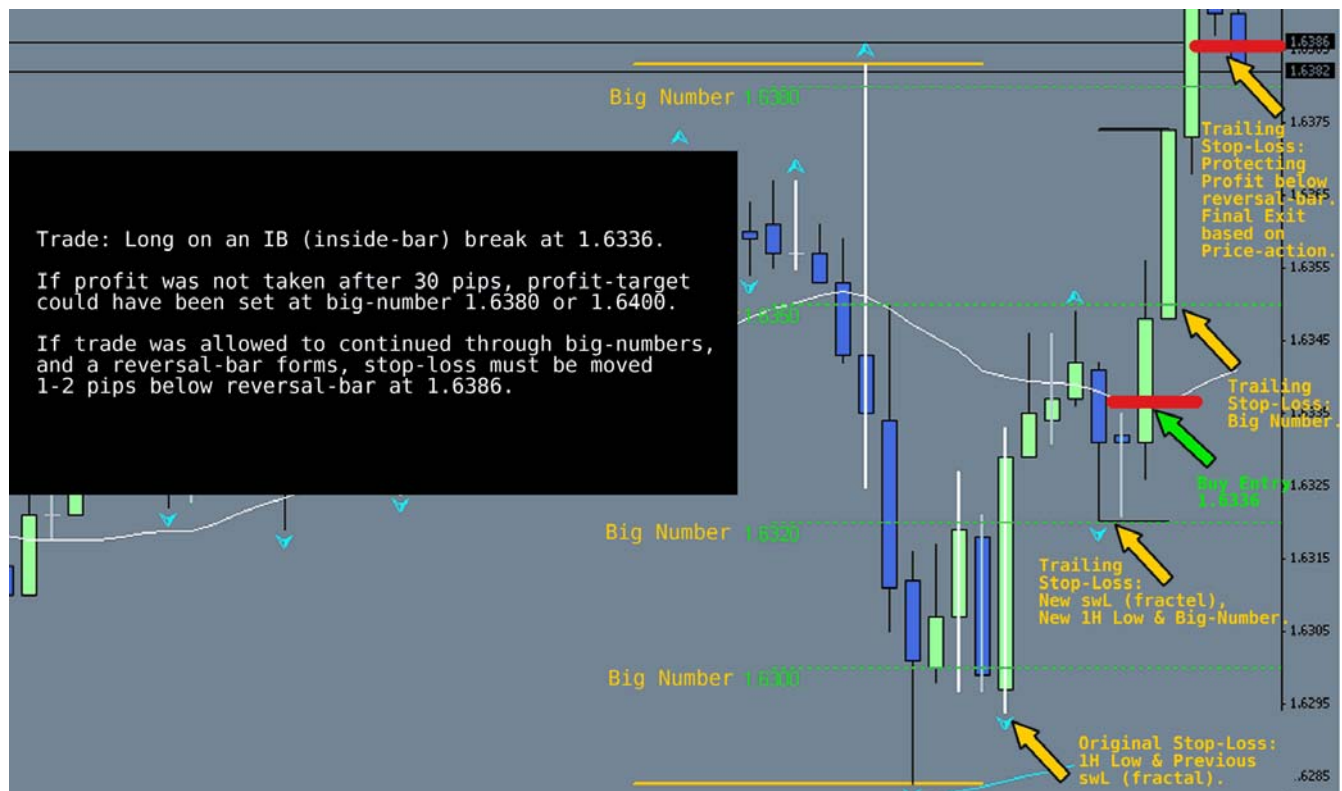 1.6386
1.6382
Big Number 1.6380
1.6375
Trailing
Stop-Loss:
Protecting
Profit below
reversal-bar.
Final Exit
based on
Price-action.
Trade: Long on an IB (inside-bar) break at 1.6336.
If profit was not taken after 30 pips, profit-target
could have been set at big-number 1.6380 or 1.6400.
If trade was allowed to continued through big-numbers,
and a reversal-bar forms, stop-loss must be moved
1-2 pips below reversal-bar at 1.6386.
1.6355
1.6350
1.6345
Trailing
Stop-Loss:
Big Number.
Buy Entry
1.6336
1.6325
Big Number 1.6320
1.6315
Trailing
Stop-Loss:
New swL (fractel),
New 1H Low & Big-Number.
1.6305
Big Number 1.6300
1.6295
Original Stop-Loss:
1H Low & Previous
swL (fractal).
.6285